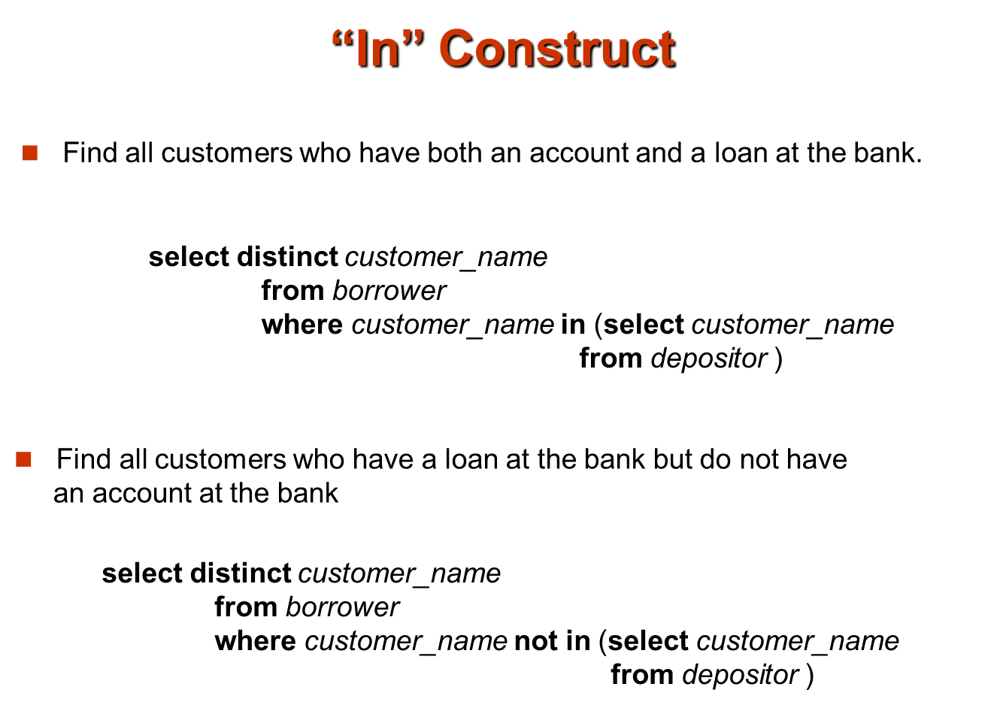 “In” Construct
Find all customers who have both an account and a loan at the bank.
select distinct customer_name
from borrower
where customer_name in (select customer_name
from depositor )
Find all customers who have a loan at the bank but do not have
an account at the bank
select distinct customer_name
from borrower
where customer_name not in (select customer_name
from depositor )